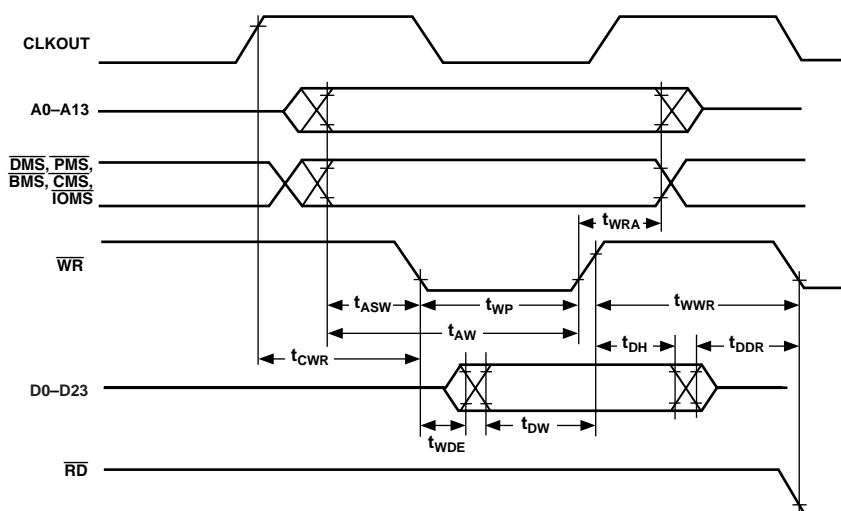 CLKOUT
A0–A13
DMS, PMS,
BMS, CMS,
IOMS
tWRA
WR
tASW
tWP
tWWR
tAW
tCWR
tDH
tDDR
D0–D23
tWDE
tDW
RD